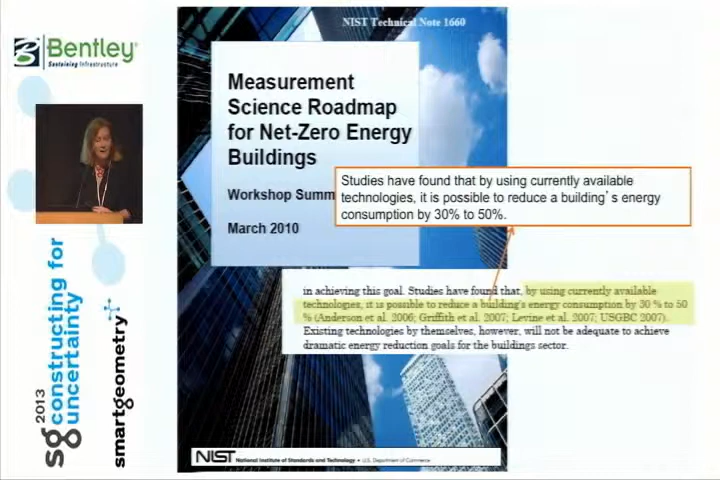 Bentley®
Sustaining Infrastructure
2013
sg constructing for
uncertainty
smartgeometry
NIST Technical Note 1660
Measurement
Science Roadmap
for Net-Zero Energy
Buildings
Workshop Summ
March 2010
Studies have found that by using currently available
technologies, it is possible to reduce a building's energy
consumption by 30% to 50%.
in achieving this goal. Studies have found that, by using currently available
technologies, it is possible to reduce a building's energy consumption by 30 % to 50
% (Anderson et al. 2006; Griffith et al. 2007; Levine et al. 2007; USGBC 2007).
Existing technologies by themselves, however, will not be adequate to achieve
dramatic energy reduction goals for the buildings sector.
NIST National Institute of Standards and Technology • U.S. Department of Commerce